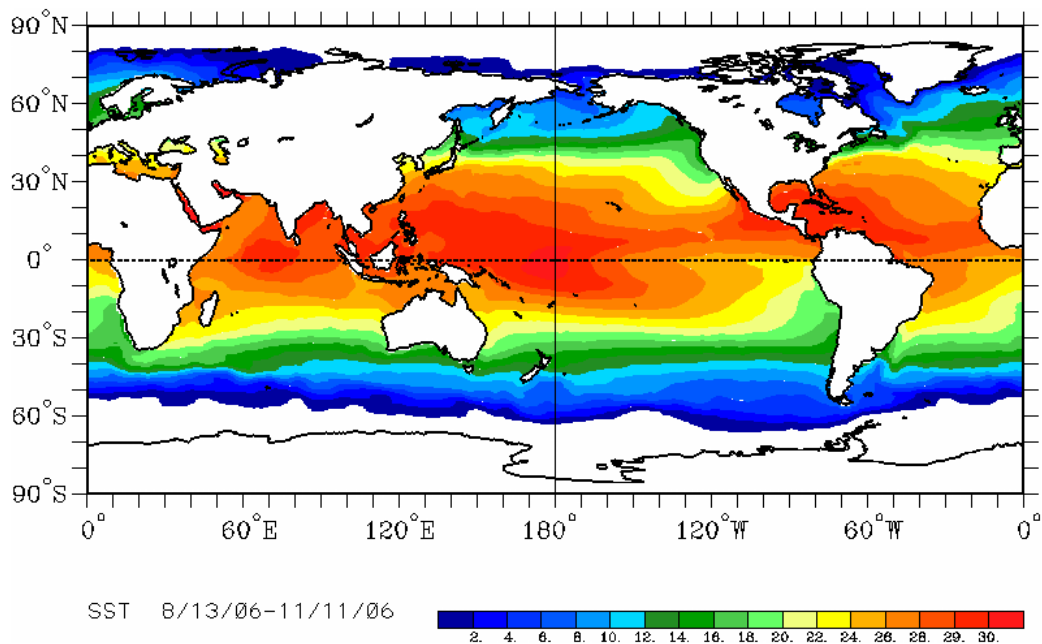 90°N
60°N
30°N
0°
30°S
60°S
90°S
0° 60°E 120°E 180° 120°W 60°W 0°
SST 8/13/06-11/11/06
2. 4. 6. 8. 10. 12. 14. 16. 18. 20. 22. 24. 26. 28. 29. 30.